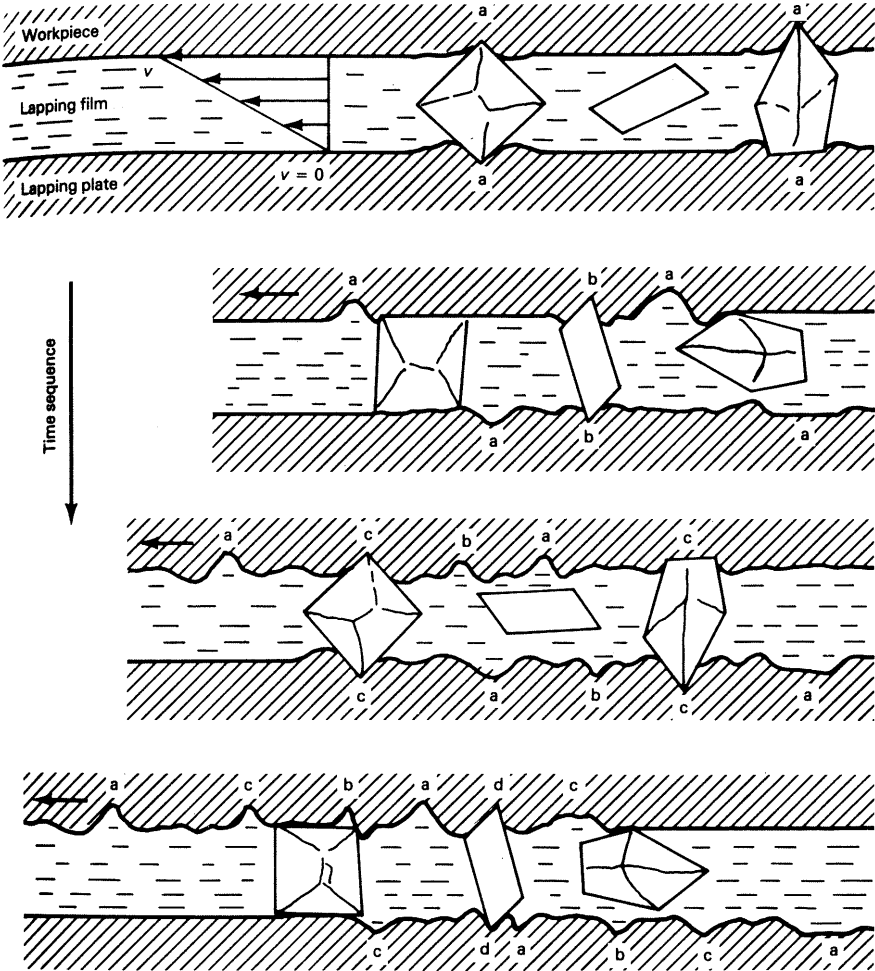 a a
Workpiece
v
Lapping film
v = 0
Lapping plate
a a
a b a
Time sequence
a b a
a c b a c
c a b c a
a c b a d c
c d a b c a